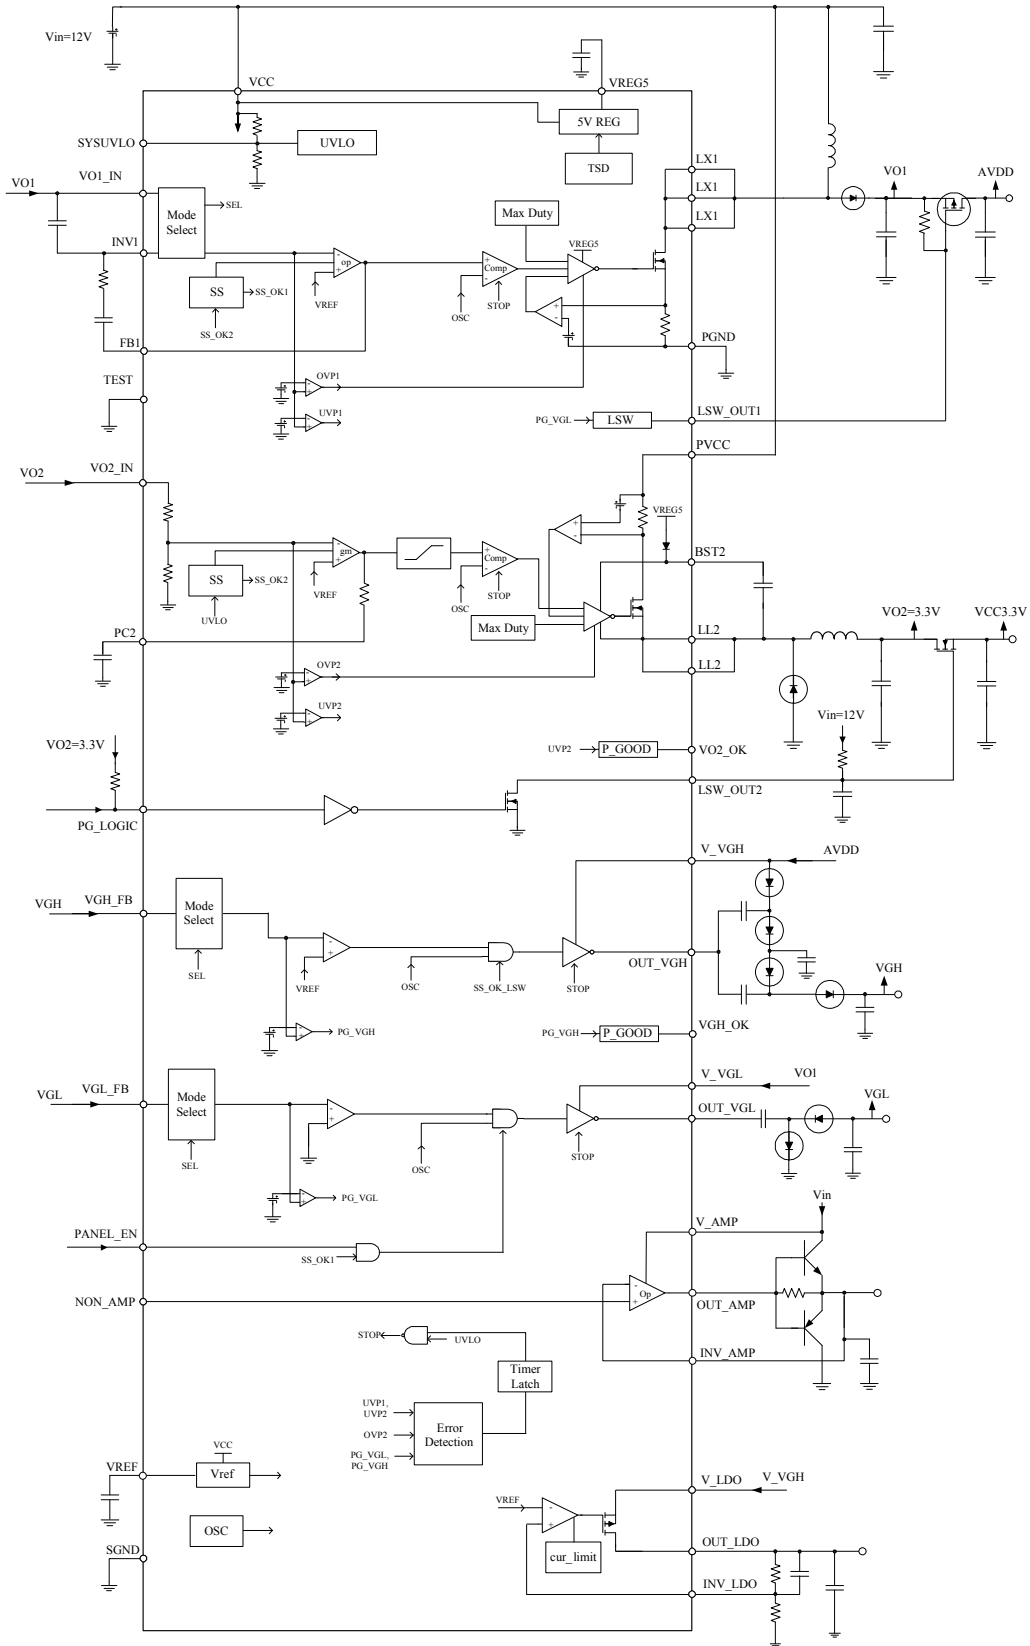 Vin=12V
VCC
VREG5
SYSUVLO
UVLO
5V REG
TSD
LX1
VO1
VO1_IN
Mode
Select
SEL
Max Duty
LX1
VO1
AVDD
LX1
INV1
VREG5
-
+
op
+
-
Comp
SS
SS_OK1
VREF
OSC
STOP
SS_OK2
+
-
FB1
PGND
TEST
OVP1
-
+
UVP1
-
+
PG_VGL
LSW
LSW_OUT1
PVCC
VO2
VO2_IN
VREG5
+
-
-
+
gm
+
-
Comp
BST2
SS
SS_OK2
VREF
OSC
STOP
UVLO
Max Duty
VO2=3.3V
VCC3.3V
PC2
LL2
OVP2
-
+
LL2
UVP2
-
+
Vin=12V
VO2=3.3V
UVP2
P_GOOD
VO2_OK
LSW_OUT2
PG_LOGIC
V_VGH
AVDD
VGH
VGH_FB
Mode
Select
-
+
SEL
VREF
OSC
SS_OK_LSW
STOP
OUT_VGH
VGH
PG_VGH
-
+
PG_VGH
P_GOOD
VGH_OK
VGL
VGL_FB
Mode
Select
V_VGL
VO1
-
+
OUT_VGL
VGL
SEL
OSC
STOP
PG_VGL
-
+
Vin
PANEL_EN
SS_OK1
V_AMP
NON_AMP
-
+
Op
OUT_AMP
STOP
UVLO
INV_AMP
Timer
Latch
UVP1,
UVP2
OVP2
PG_VGL,
PG_VGH
Error
Detection
VCC
VREF
Vref
V_LDO
V_VGH
VREF
-
+
OSC
cur_limit
OUT_LDO
SGND
INV_LDO